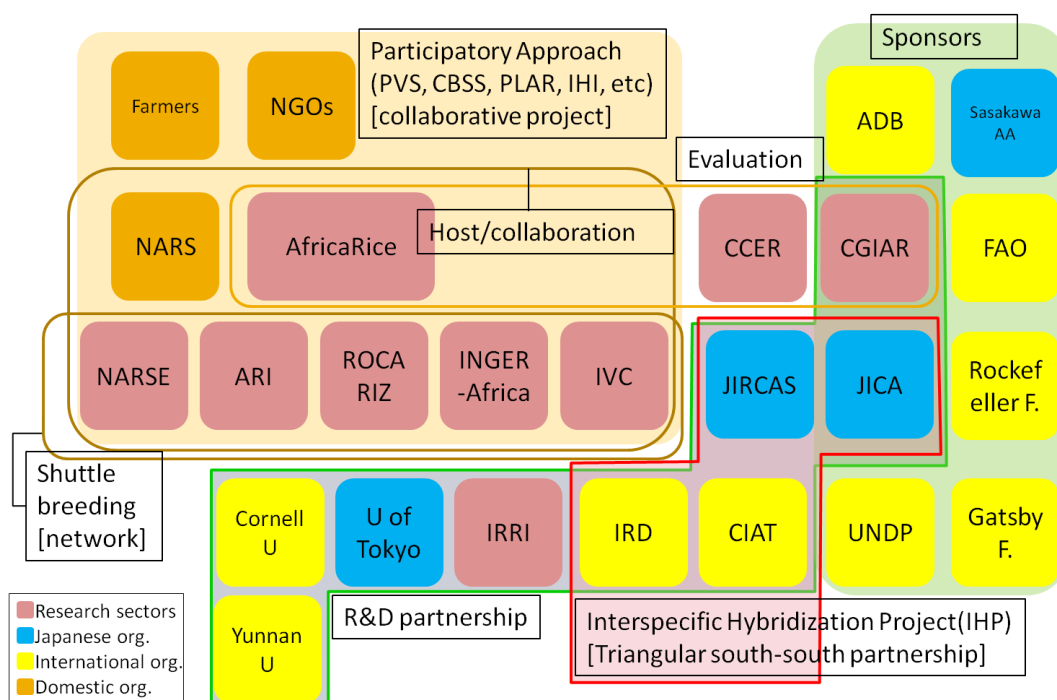 Participatory Approach
(PVS, CBSS, PLAR, IHI, etc)
[collaborative project]
Sponsors
Farmers
NGOs
ADB
Sasakawa
AA
Evaluation
NARS
AfricaRice
Host/collaboration
CCER
CGIAR
FAO
NARSE
ARI
ROCA
RIZ
INGER
-Africa
IVC
JIRCAS
JICA
Rockef
eller F.
Shuttle
breeding
[network]
Cornell
U
U of
Tokyo
IRRI
IRD
CIAT
UNDP
Gatsby
F.
Yunnan
U
R&D partnership
Interspecific Hybridization Project(IHP)
[Triangular south-south partnership]
Research sectors
Japanese org.
International org.
Domestic org.